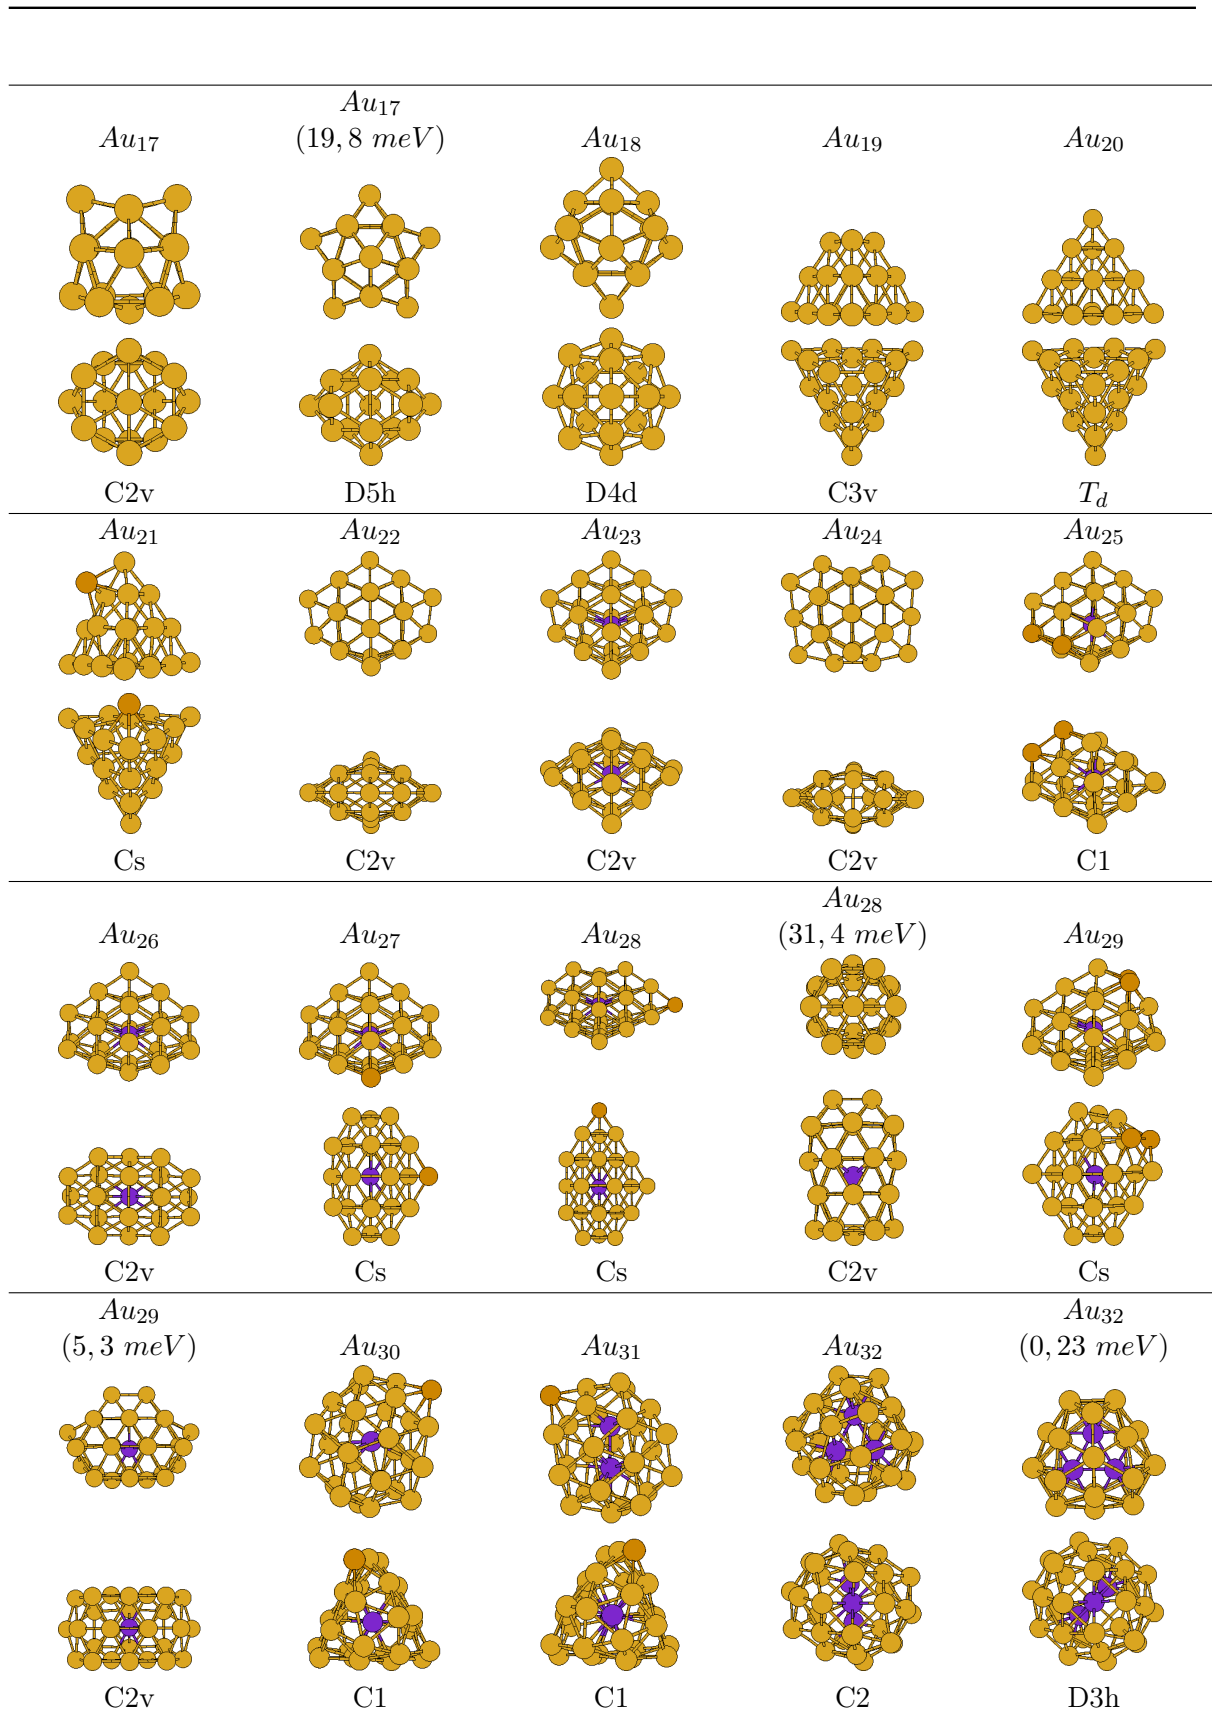 Au17
(19, 8 meV)
Au17 Au18 Au19 Au20
C2v D5h D4d C3v Td
Au21 Au22 Au23 Au24 Au25
Cs C2v C2v C2v C1
Au28
(31, 4 meV)
Au26 Au27 Au28 Au29
C2v Cs Cs C2v Cs
Au29 Au32
(5, 3 meV) Au30 Au31 Au32 (0, 23 meV)
C2v C1 C1 C2 D3h